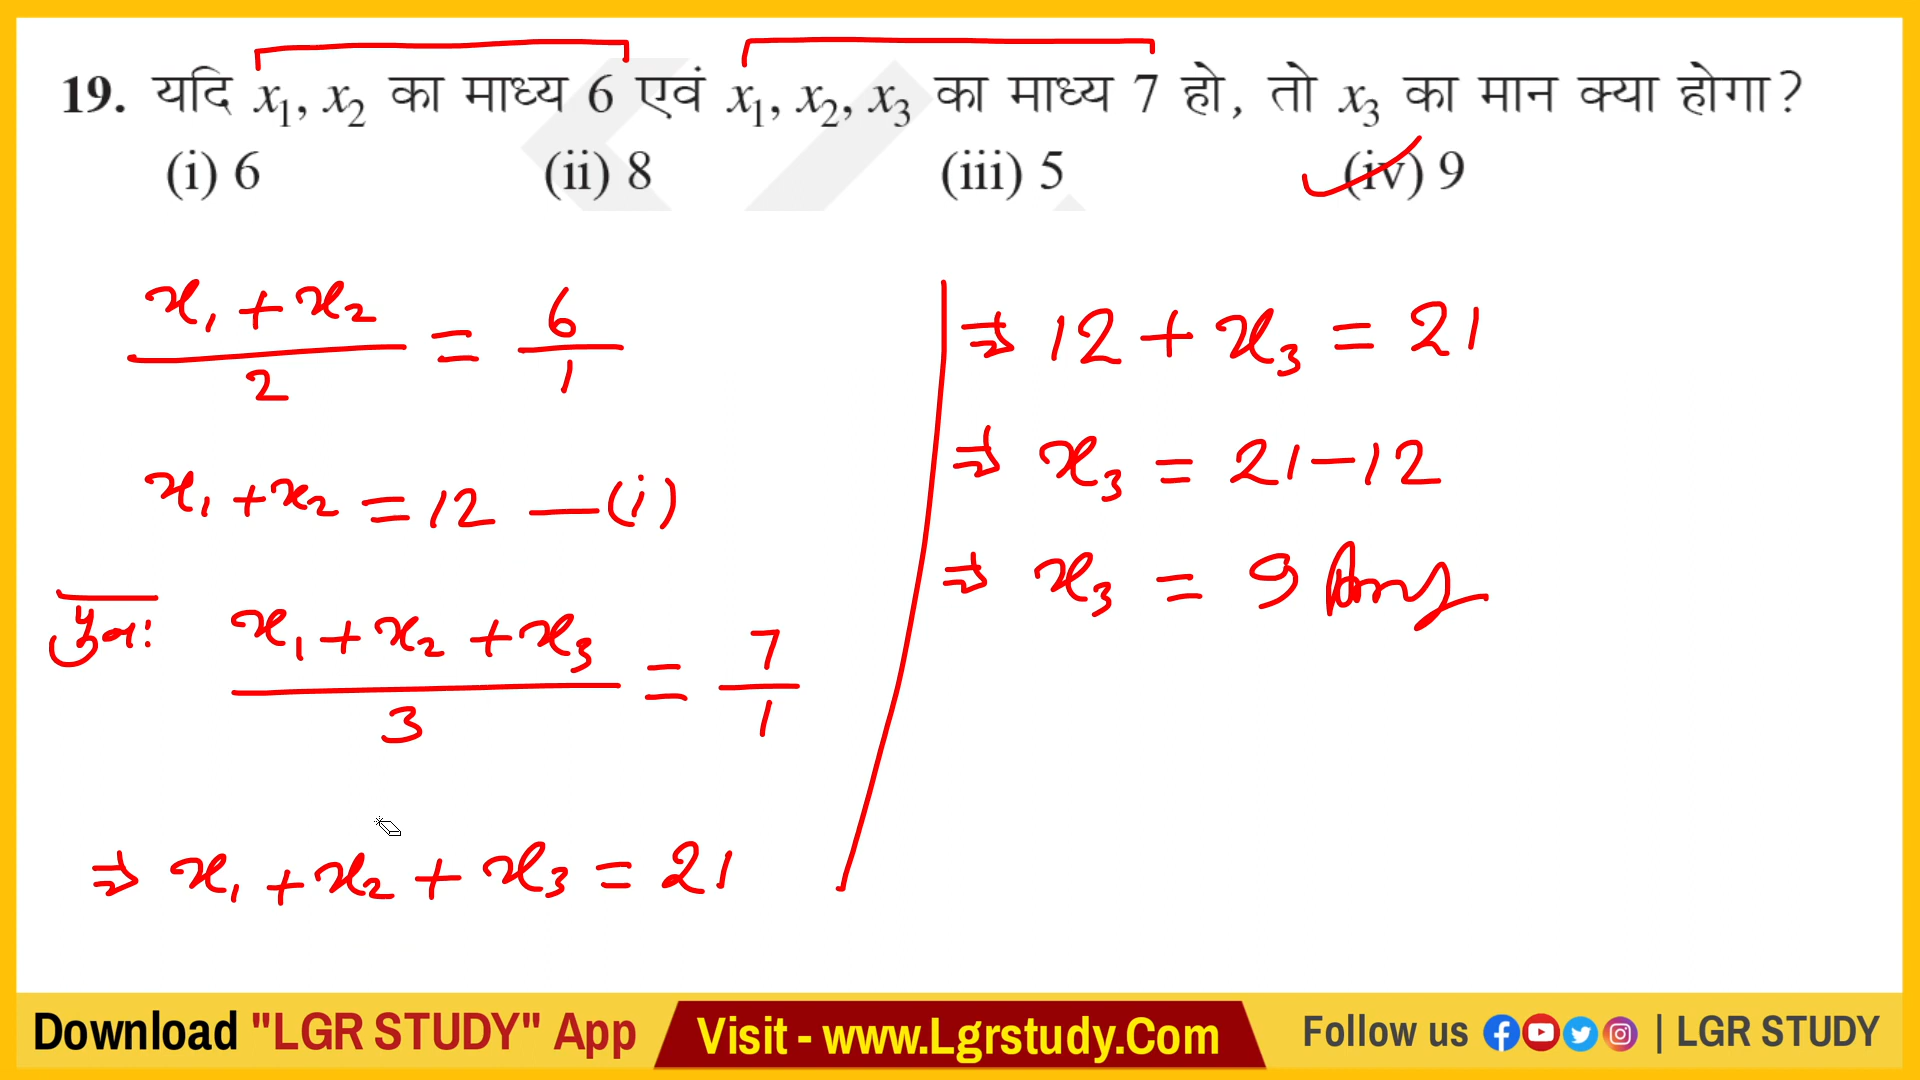 19. यदि x₁, x₂ का माध्य 6 एवं x₁, x₂, x₃ का माध्य 7 हो, तो x₃ का मान क्या होगा?
(i) 6 (ii) 8 (iii) 5 (iv) 9
x₁ + x₂ / 2 = 6 / 1
x₁ + x₂ = 12 — (i)
पुनः x₁ + x₂ + x₃ / 3 = 7 / 1
⇒ x₁ + x₂ + x₃ = 21
⇒ 12 + x₃ = 21
⇒ x₃ = 21 – 12
⇒ x₃ = 9 Ans
Download "LGR STUDY" App
Visit - www.Lgrstudy.Com
Follow us | LGR STUDY